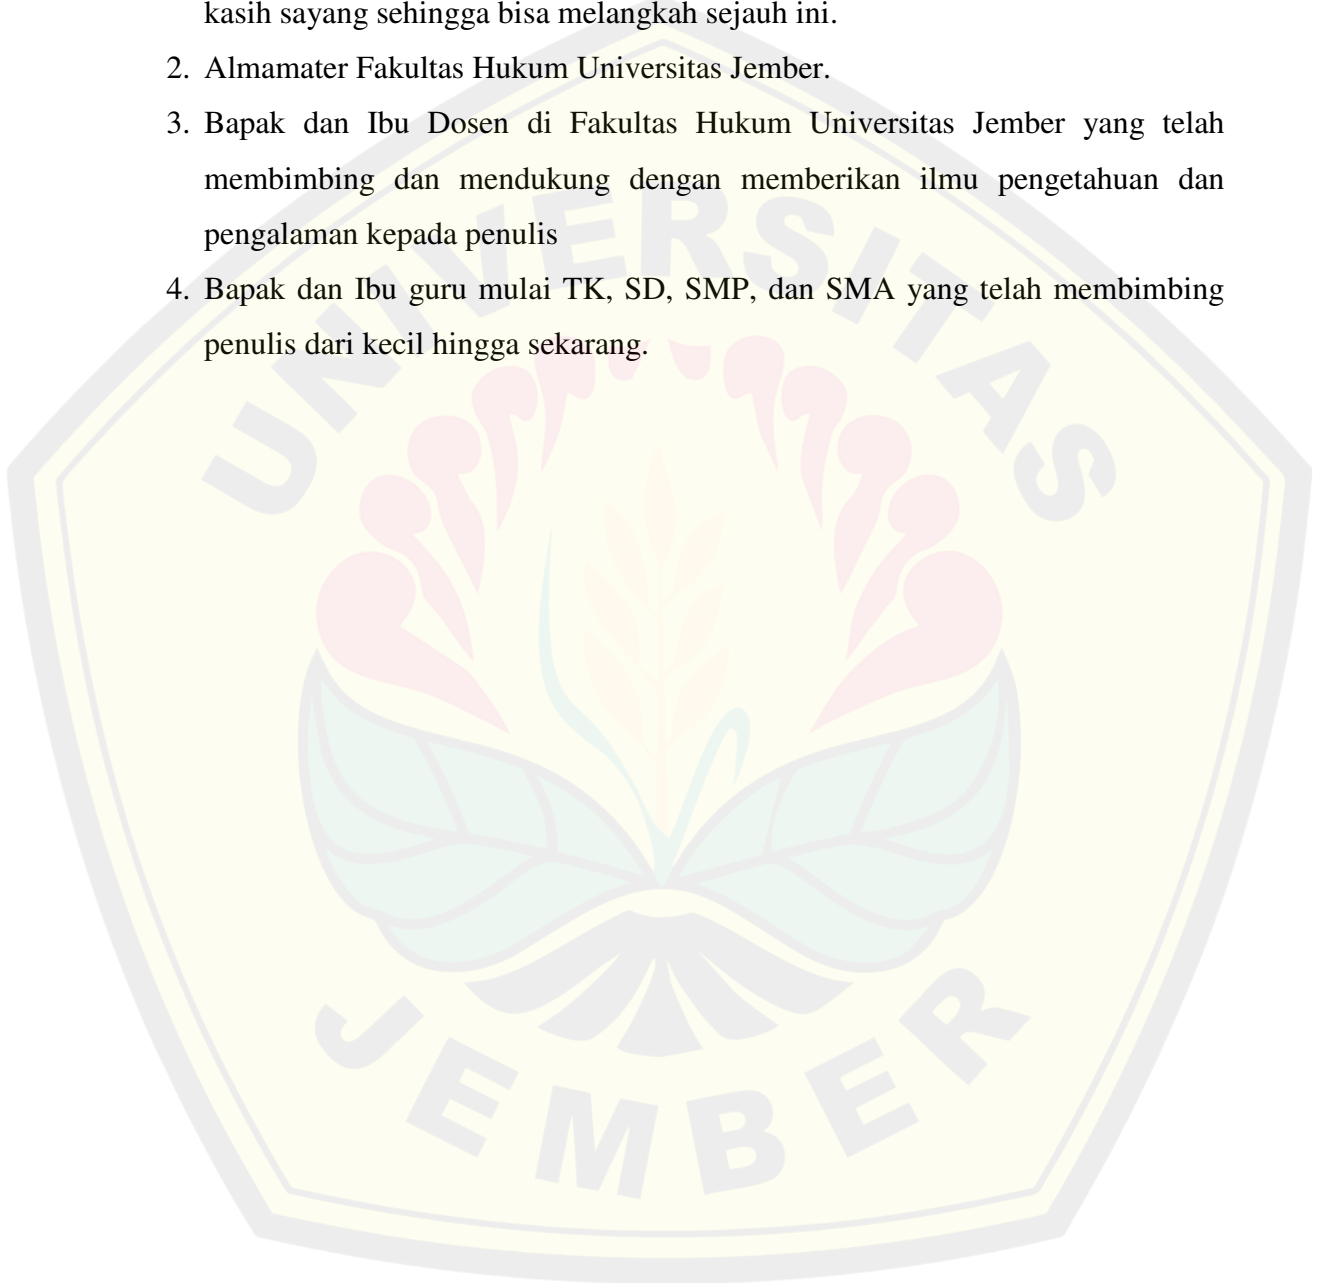 kasih sayang sehingga bisa melangkah sejauh ini.
2. Almamater Fakultas Hukum Universitas Jember.
3. Bapak dan Ibu Dosen di Fakultas Hukum Universitas Jember yang telah
membimbing dan mendukung dengan memberikan ilmu pengetahuan dan
pengalaman kepada penulis
4. Bapak dan Ibu guru mulai TK, SD, SMP, dan SMA yang telah membimbing
penulis dari kecil hingga sekarang.
UNIVERSITAS
JEMBER